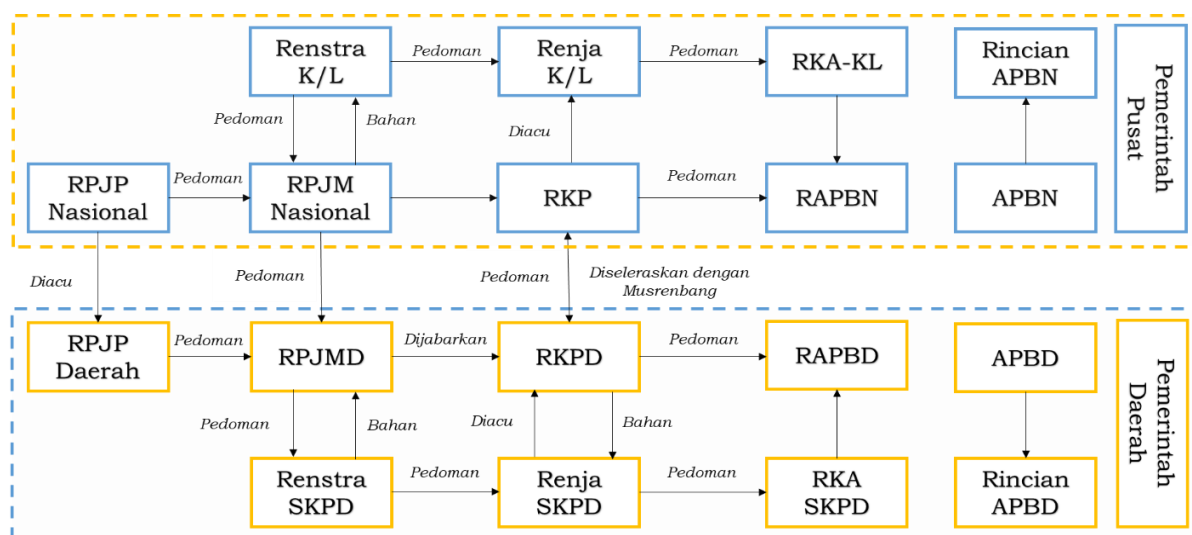 Renstra
K/L
Pedoman
Renja
K/L
Pedoman
RKA-KL
Rincian
APBN
Pemerintah
Pusat
Pedoman
Bahan
Diacu
RPJP
Nasional
Pedoman
RPJM
Nasional
RKP
Pedoman
RAPBN
APBN
Diacu
Pedoman
Pedoman
Diseleraskan dengan
Musrenbang
RPJP
Daerah
Pedoman
RPJMD
Dijabarkan
RKPD
Pedoman
RAPBD
APBD
Pemerintah
Daerah
Pedoman
Bahan
Diacu
Bahan
Renstra
SKPD
Pedoman
Renja
SKPD
Pedoman
RKA
SKPD
Rincian
APBD